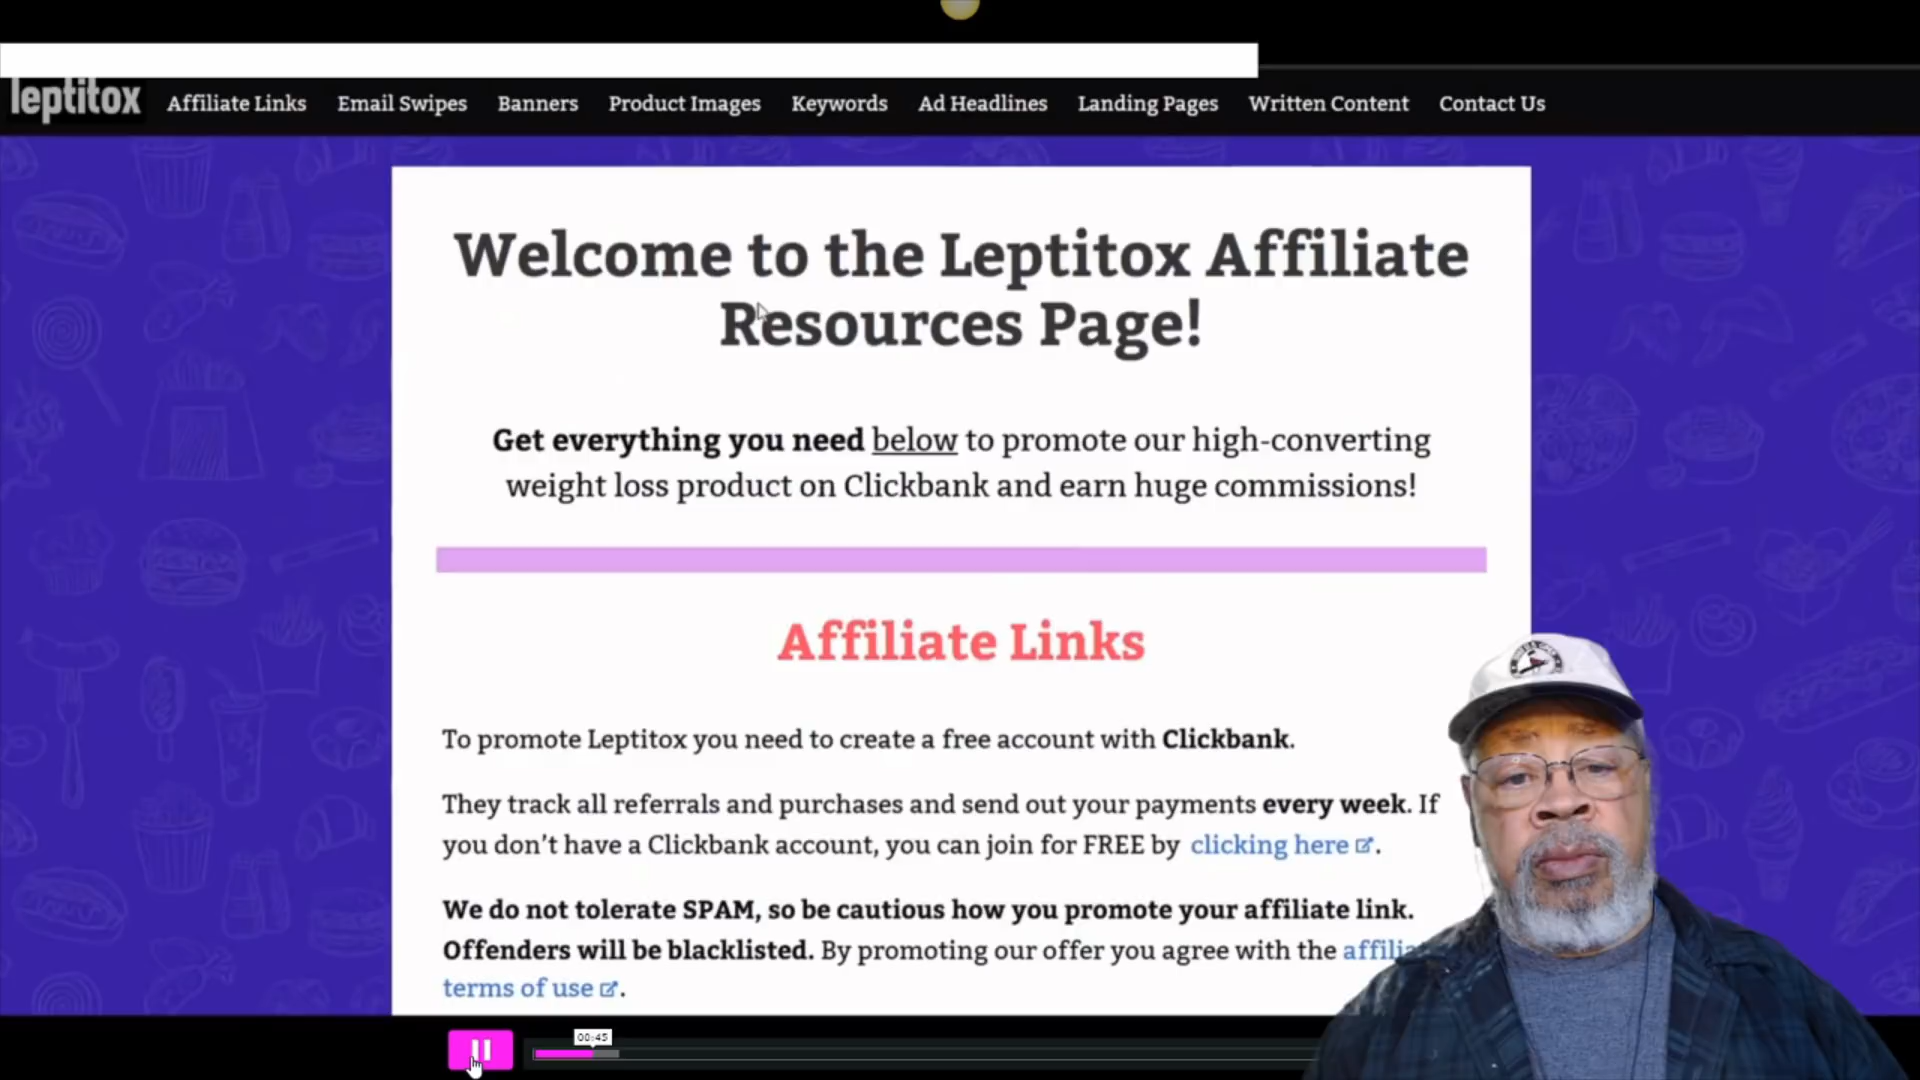 leptitox Affiliate Links Email Swipes Banners Product Images Keywords Ad Headlines Landing Pages Written Content Contact Us
Welcome to the Leptitox Affiliate
Resources Page!
Get everything you need below to promote our high-converting
weight loss product on Clickbank and earn huge commissions!
Affiliate Links
To promote Leptitox you need to create a free account with Clickbank.
They track all referrals and purchases and send out your payments every week. If
you don’t have a Clickbank account, you can join for FREE by clicking here.
We do not tolerate SPAM, so be cautious how you promote your affiliate link.
Offenders will be blacklisted. By promoting our offer you agree with the
terms of use.
00:45